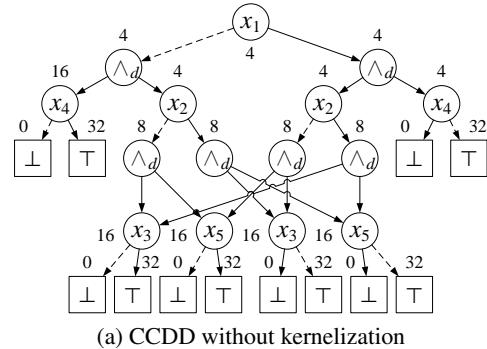 x₁
4
4 4
∧d ∧d
16 4 4 4
x₄ x₂ x₂ x₄
0 32 8 8 8 8 0 32
⊥ ⊤ ∧d ∧d ∧d ∧d ⊥ ⊤
16 x₃ 16 x₅ 16 x₃ 16 x₅
0 32 0 32 0 32 0 32
⊥ ⊤ ⊥ ⊤ ⊥ ⊤ ⊥ ⊤
(a) CCDD without kernelization